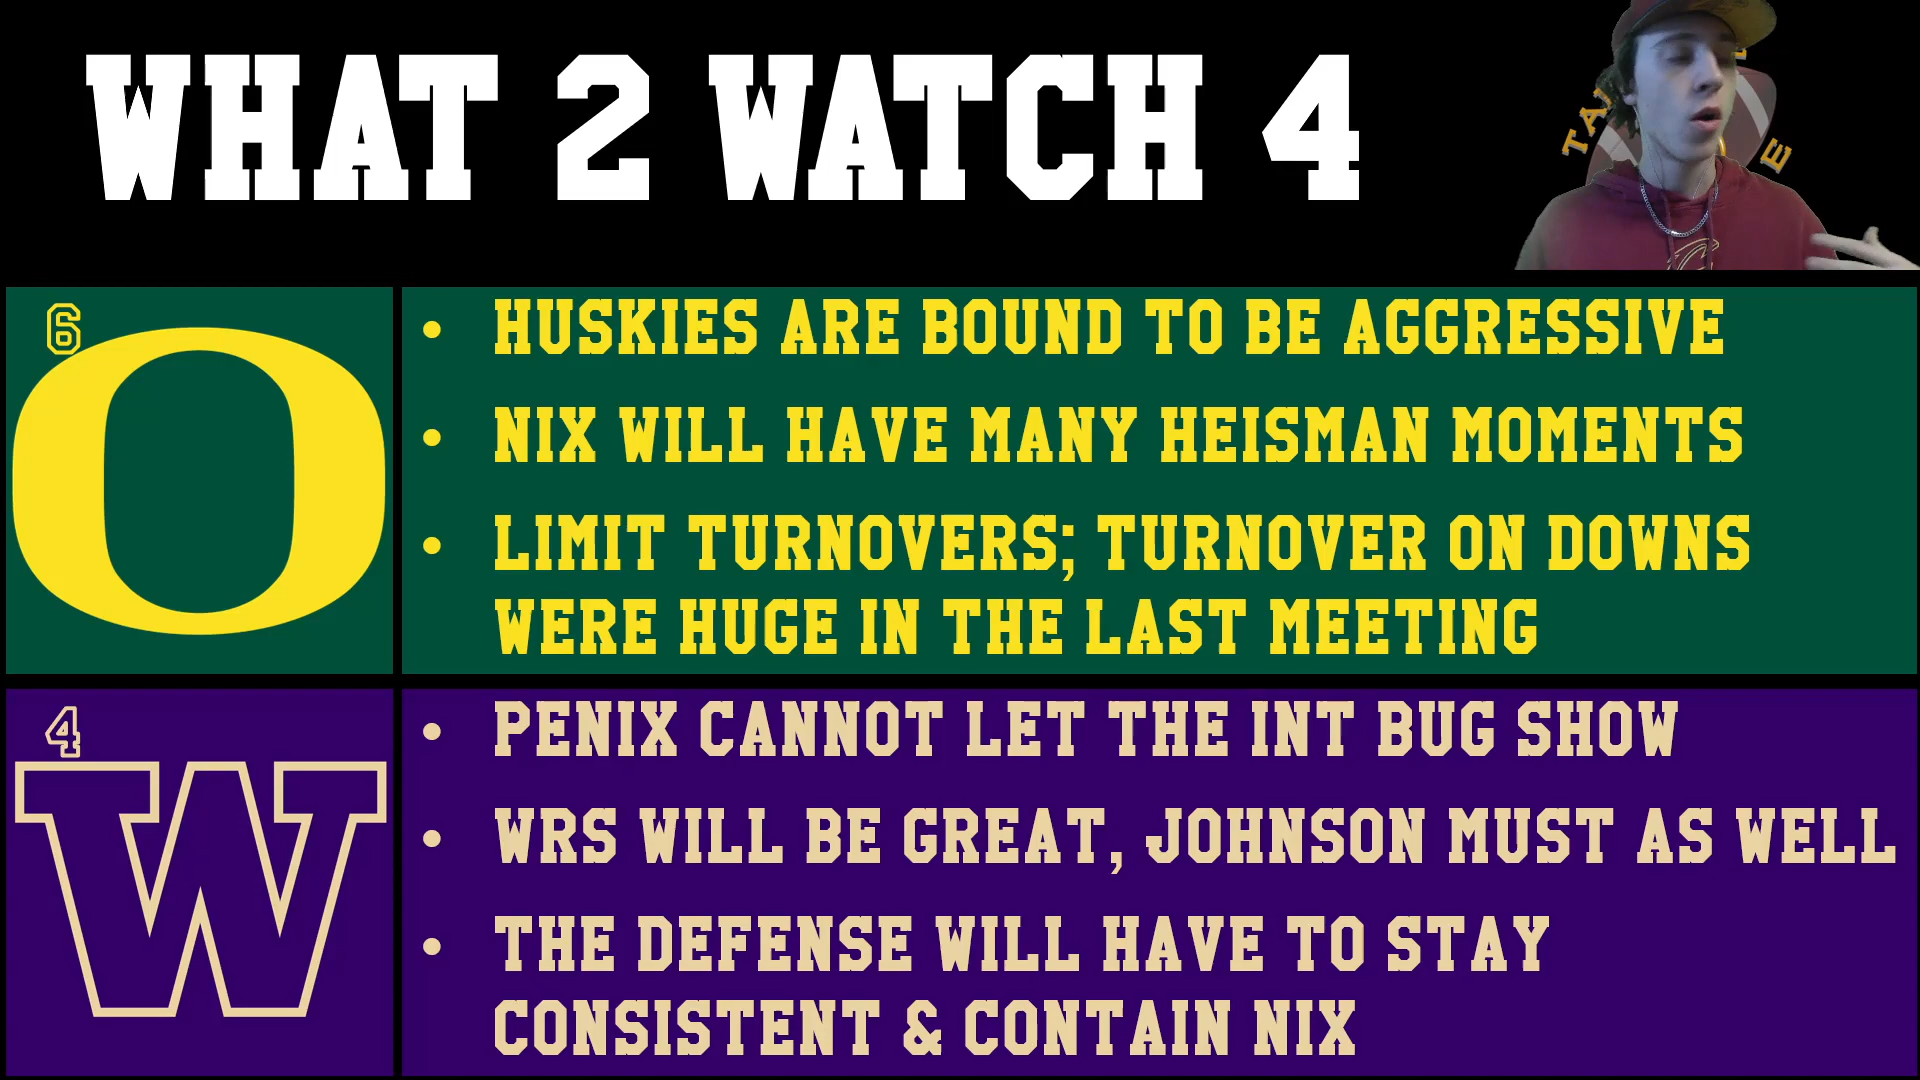 WHAT 2 WATCH 4
6
O
• HUSKIES ARE BOUND TO BE AGGRESSIVE
• NIX WILL HAVE MANY HEISMAN MOMENTS
• LIMIT TURNOVERS; TURNOVER ON DOWNS
WERE HUGE IN THE LAST MEETING
4
W
• PENIX CANNOT LET THE INT BUG SHOW
• WRS WILL BE GREAT, JOHNSON MUST AS WELL
• THE DEFENSE WILL HAVE TO STAY
CONSISTENT & CONTAIN NIX